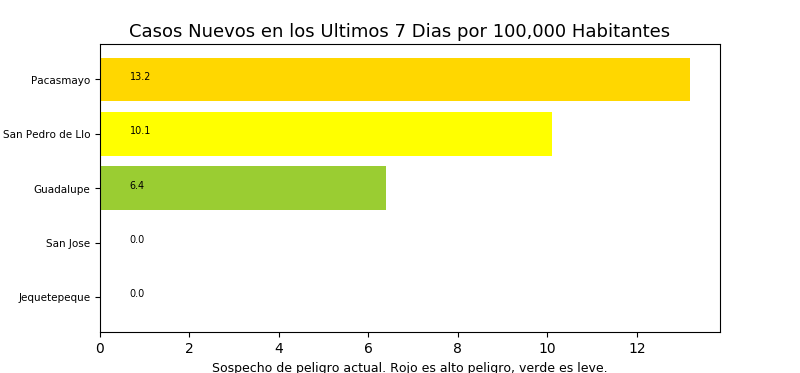 Casos Nuevos en los Ultimos 7 Dias por 100,000 Habitantes
Pacasmayo 13.2
San Pedro de Llo 10.1
Guadalupe 6.4
San Jose 0.0
Jequetepeque 0.0
0 2 4 6 8 10 12
Sospecho de peligro actual. Rojo es alto peligro, verde es leve.